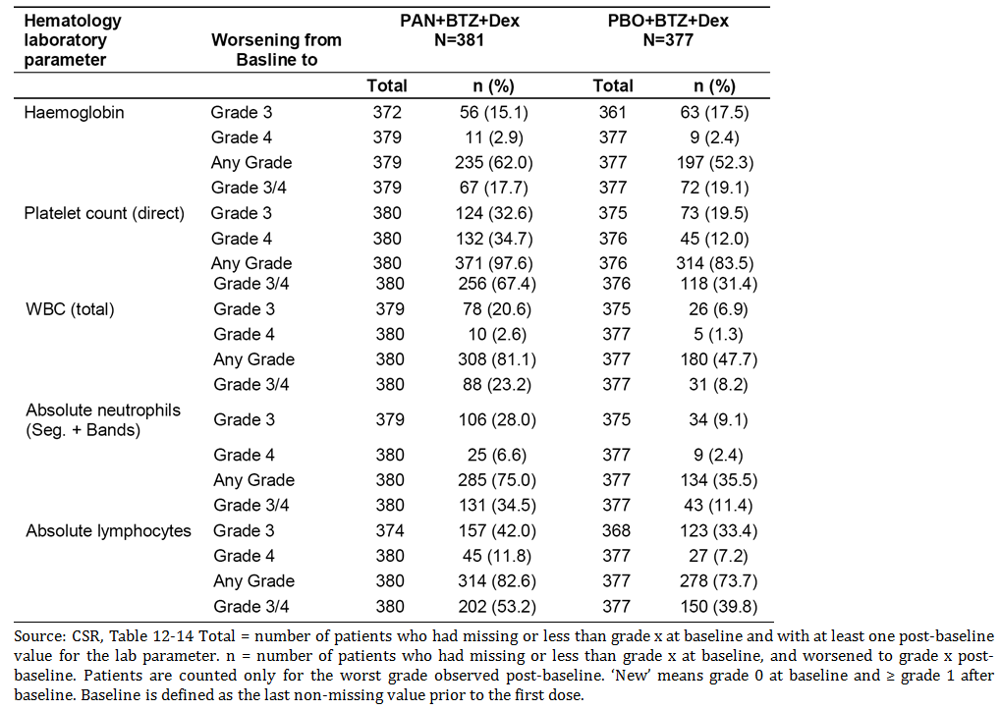 Hematology laboratory parameter Worsening from Basline to PAN+BTZ+Dex N=381 PBO+BTZ+Dex N=377
Total n (%) Total n (%)
Haemoglobin Grade 3 372 56 (15.1) 361 63 (17.5)
Grade 4 379 11 (2.9) 377 9 (2.4)
Any Grade 379 235 (62.0) 377 197 (52.3)
Grade 3/4 379 67 (17.7) 377 72 (19.1)
Platelet count (direct) Grade 3 380 124 (32.6) 375 73 (19.5)
Grade 4 380 132 (34.7) 376 45 (12.0)
Any Grade 380 371 (97.6) 376 314 (83.5)
Grade 3/4 380 256 (67.4) 376 118 (31.4)
WBC (total) Grade 3 379 78 (20.6) 375 26 (6.9)
Grade 4 380 10 (2.6) 377 5 (1.3)
Any Grade 380 308 (81.1) 377 180 (47.7)
Grade 3/4 380 88 (23.2) 377 31 (8.2)
Absolute neutrophils (Seg. + Bands) Grade 3 379 106 (28.0) 375 34 (9.1)
Grade 4 380 25 (6.6) 377 9 (2.4)
Any Grade 380 285 (75.0) 377 134 (35.5)
Grade 3/4 380 131 (34.5) 377 43 (11.4)
Absolute lymphocytes Grade 3 374 157 (42.0) 368 123 (33.4)
Grade 4 380 45 (11.8) 377 27 (7.2)
Any Grade 380 314 (82.6) 377 278 (73.7)
Grade 3/4 380 202 (53.2) 377 150 (39.8)
Source: CSR, Table 12-14 Total = number of patients who had missing or less than grade x at baseline and with at least one post-baseline
value for the lab parameter. n = number of patients who had missing or less than grade x at baseline, and worsened to grade x post-
baseline. Patients are counted only for the worst grade observed post-baseline. ‘New’ means grade 0 at baseline and ≥ grade 1 after
baseline. Baseline is defined as the last non-missing value prior to the first dose.